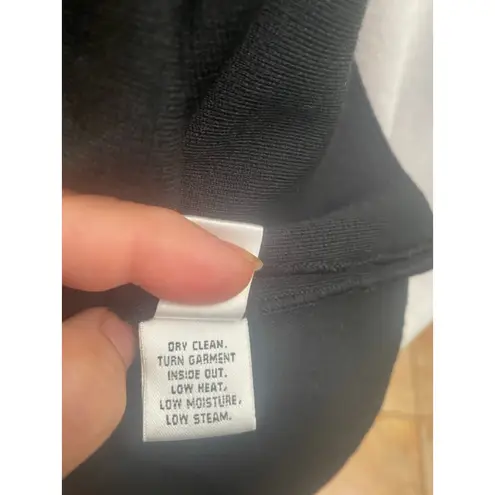 DRY CLEAN.
TURN GARMENT
INSIDE OUT.
LOW HEAT,
LOW MOISTURE,
LOW STEAM.